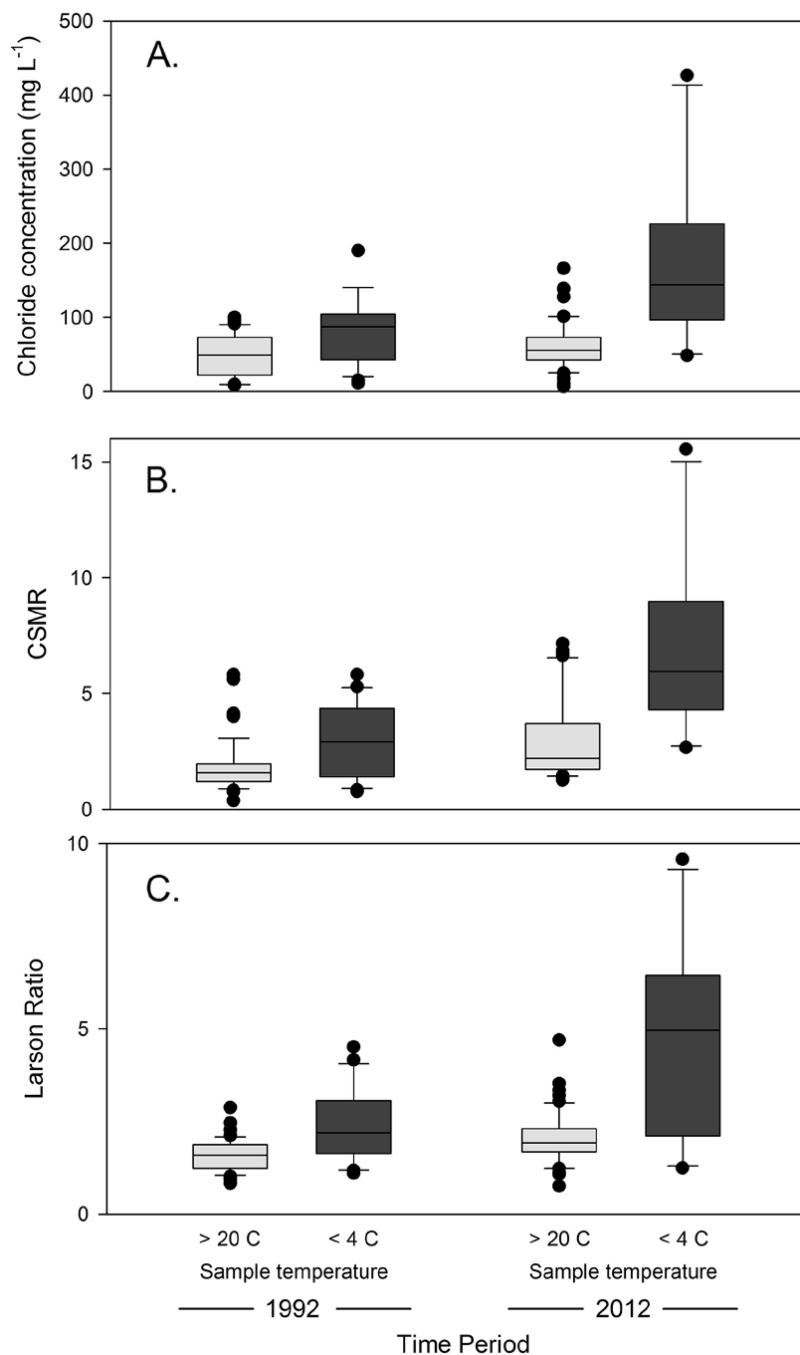 A.
Chloride concentration (mg L⁻¹)
500
400
300
200
100
0
B.
CSMR
15
10
5
0
C.
Larson Ratio
10
5
0
> 20 C < 4 C > 20 C < 4 C
Sample temperature Sample temperature
1992 2012
Time Period